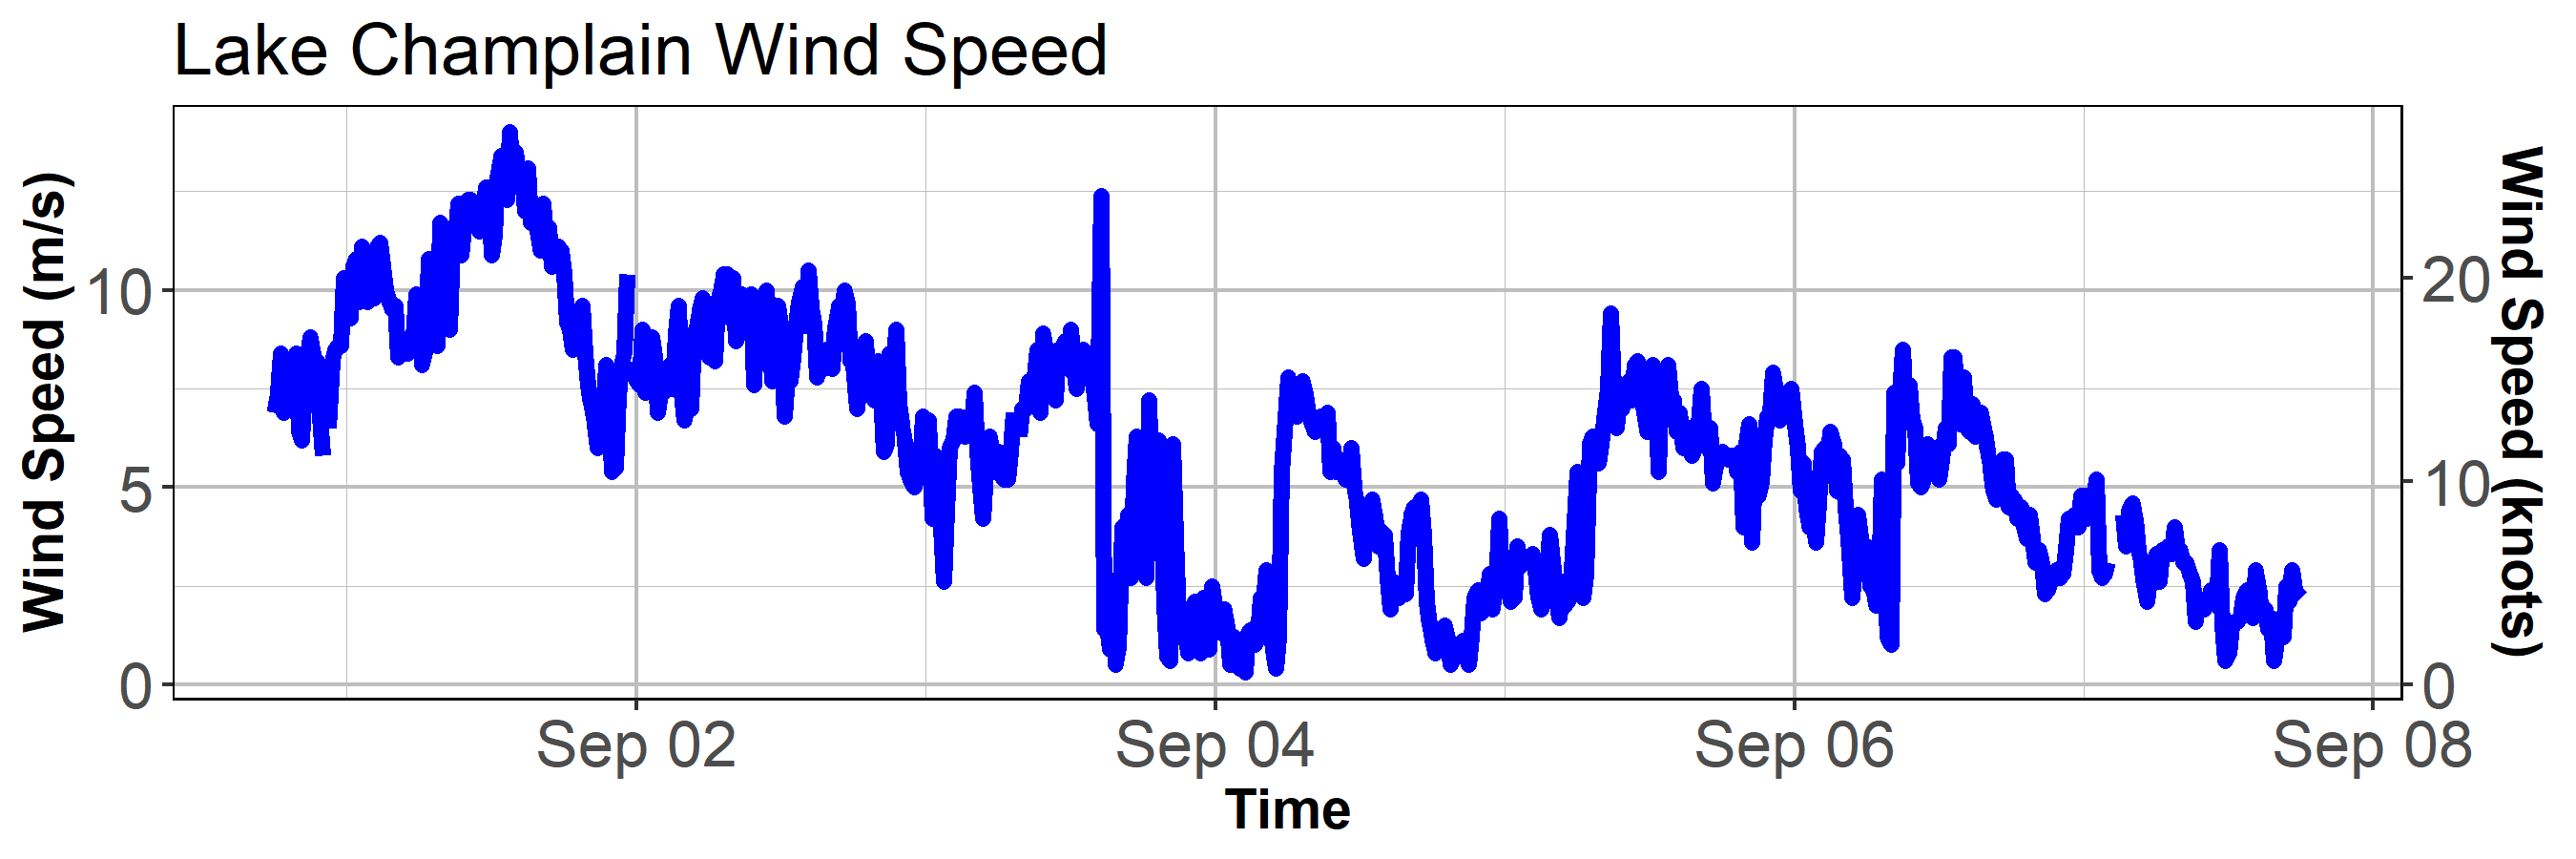 Lake Champlain Wind Speed
Wind Speed (m/s)
10
5
0
20
10
0
Wind Speed (knots)
Sep 02
Sep 04
Sep 06
Sep 08
Time